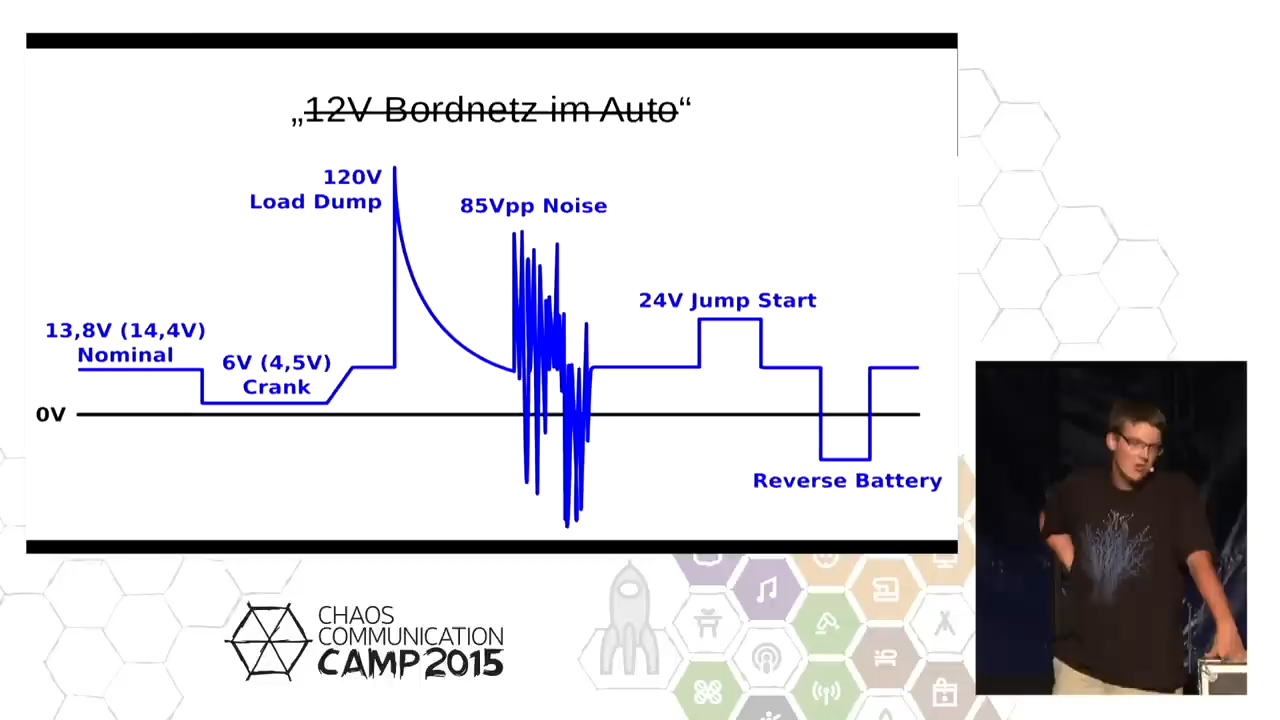 „12V Bordnetz im Auto“
120V
Load Dump
85Vpp Noise
24V Jump Start
13,8V (14,4V)
Nominal
6V (4,5V)
Crank
0V
Reverse Battery
CHAOS
COMMUNICATION
CAMP 2015